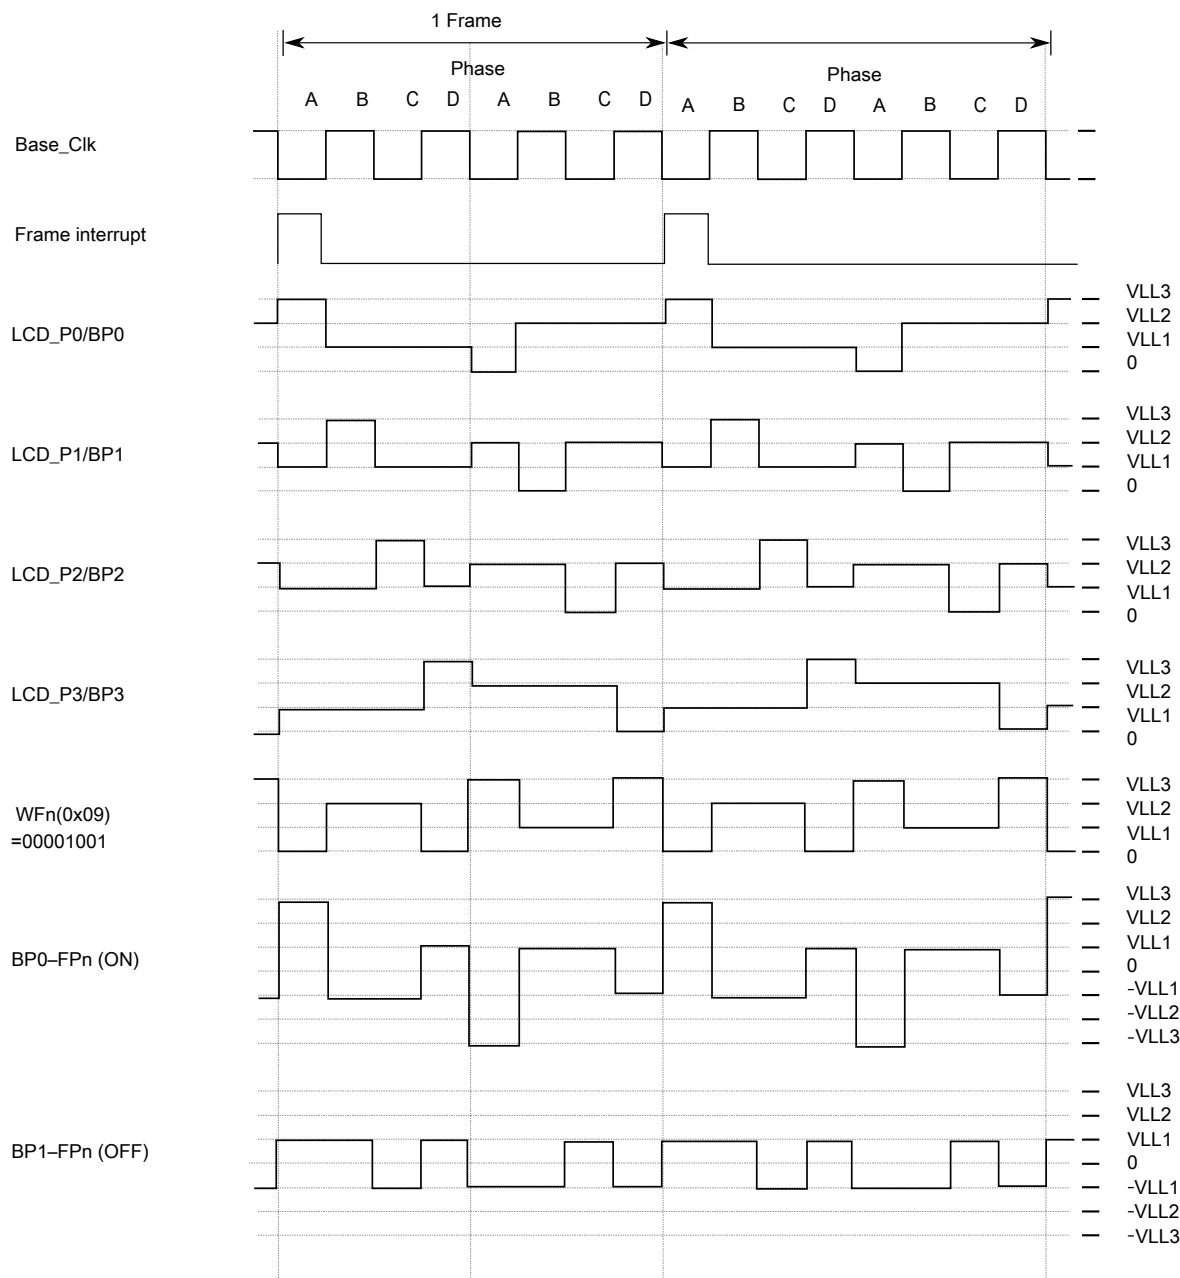 1 Frame
Phase
Phase
A B C D A B C D A B C D A B C D
Base_Clk
Frame interrupt
VLL3
VLL2
LCD_P0/BP0
VLL1
0
VLL3
VLL2
LCD_P1/BP1
VLL1
0
VLL3
VLL2
LCD_P2/BP2
VLL1
0
VLL3
VLL2
LCD_P3/BP3
VLL1
0
VLL3
VLL2
WFn(0x09)
VLL1
=00001001
0
VLL3
VLL2
VLL1
BP0–FPn (ON)
0
-VLL1
-VLL2
-VLL3
VLL3
VLL2
VLL1
BP1–FPn (OFF)
0
-VLL1
-VLL2
-VLL3